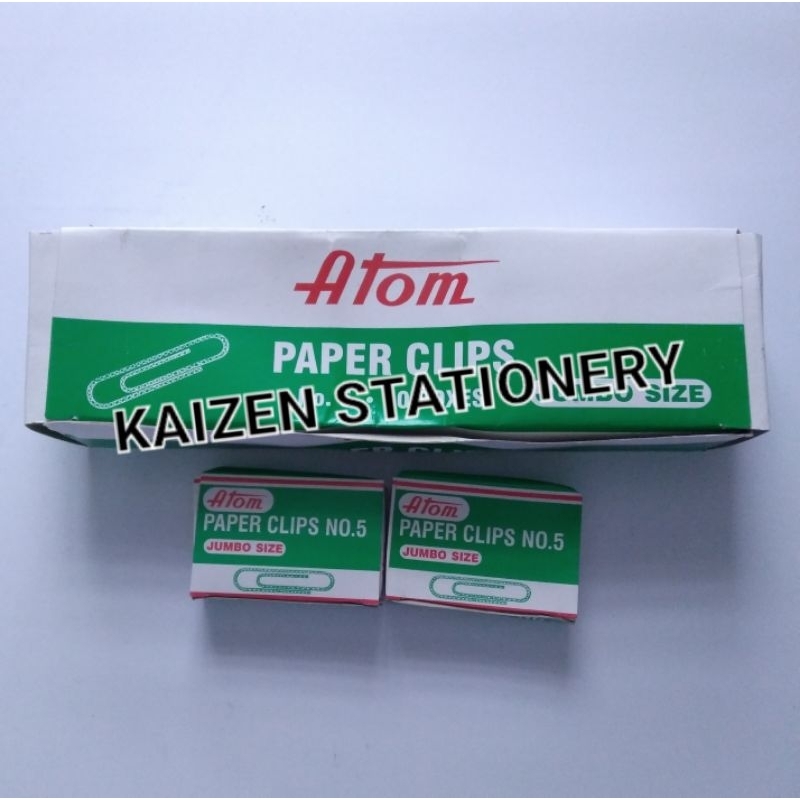 Atom
PAPER CLIPS
JUMBO SIZE
KAIZEN STATIONERY
Atom
PAPER CLIPS NO.5
JUMBO SIZE
Atom
PAPER CLIPS NO.5
JUMBO SIZE